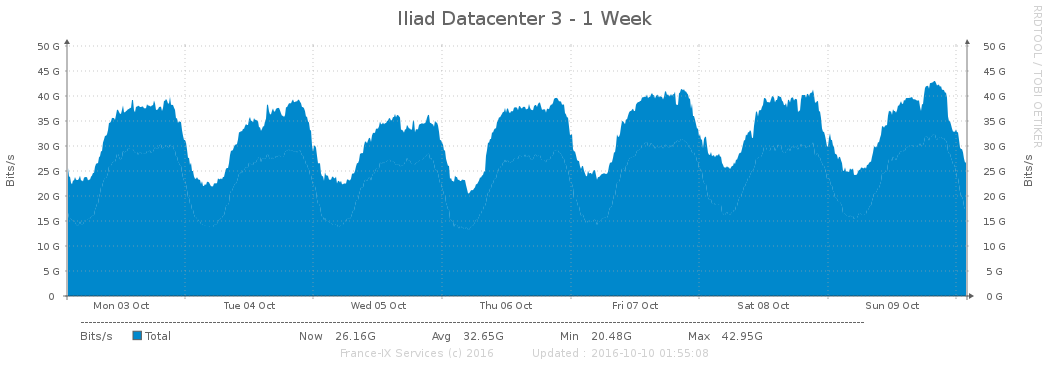 Iliad Datacenter 3 - 1 Week
RRDTOOL / TOBI OETIKER
Bits/s
50 G 50 G
45 G 45 G
40 G 40 G
35 G 35 G
30 G 30 G
25 G 25 G
20 G 20 G
15 G 15 G
10 G 10 G
5 G 5 G
0 0 G
Bits/s
Mon 03 Oct Tue 04 Oct Wed 05 Oct Thu 06 Oct Fri 07 Oct Sat 08 Oct Sun 09 Oct
Bits/s Total Now 26.16G Avg 32.65G Min 20.48G Max 42.95G
France-IX Services (c) 2016 Updated : 2016-10-10 01:55:08